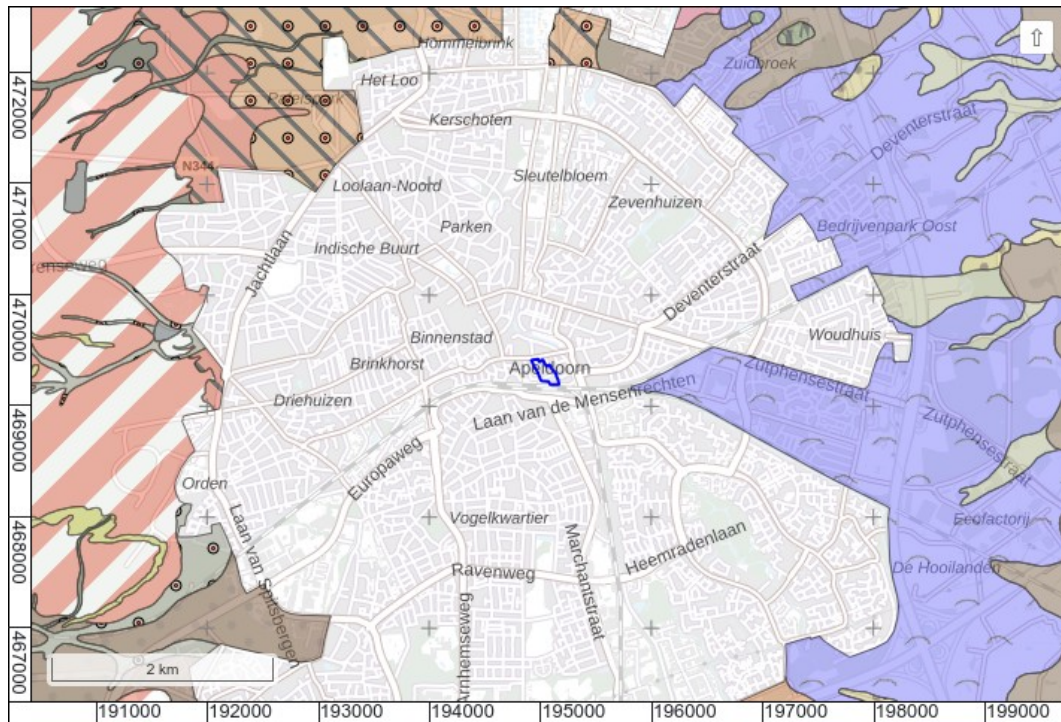 Hommelbrink
Zuidbroek
⇧
Het Loo
472000
Paleispark
Kerschoten
Deventerstraat
N344
Loolaan-Noord
Sleutelbloem
Zevenhuizen
471000
Parken
Bedrijvenpark Oost
Indische Buurt
Jachtlaan
renseweg
Deventerstraat
470000
Binnenstad
Woudhuis
Brinkhorst
Apeldoorn
Zutphensestraat
Laan van de Mensenrechten
Driehuizen
469000
Zutphensestraat
Europaweg
Orden
Vogelkwartier
Ecofactorij
468000
Laan van Spitsbergen
Marchantstraat
Heemradenlaan
De Hooilanden
Ravenweg
Arnhemseweg
467000
2 km
191000 192000 193000 194000 195000 196000 197000 198000 199000